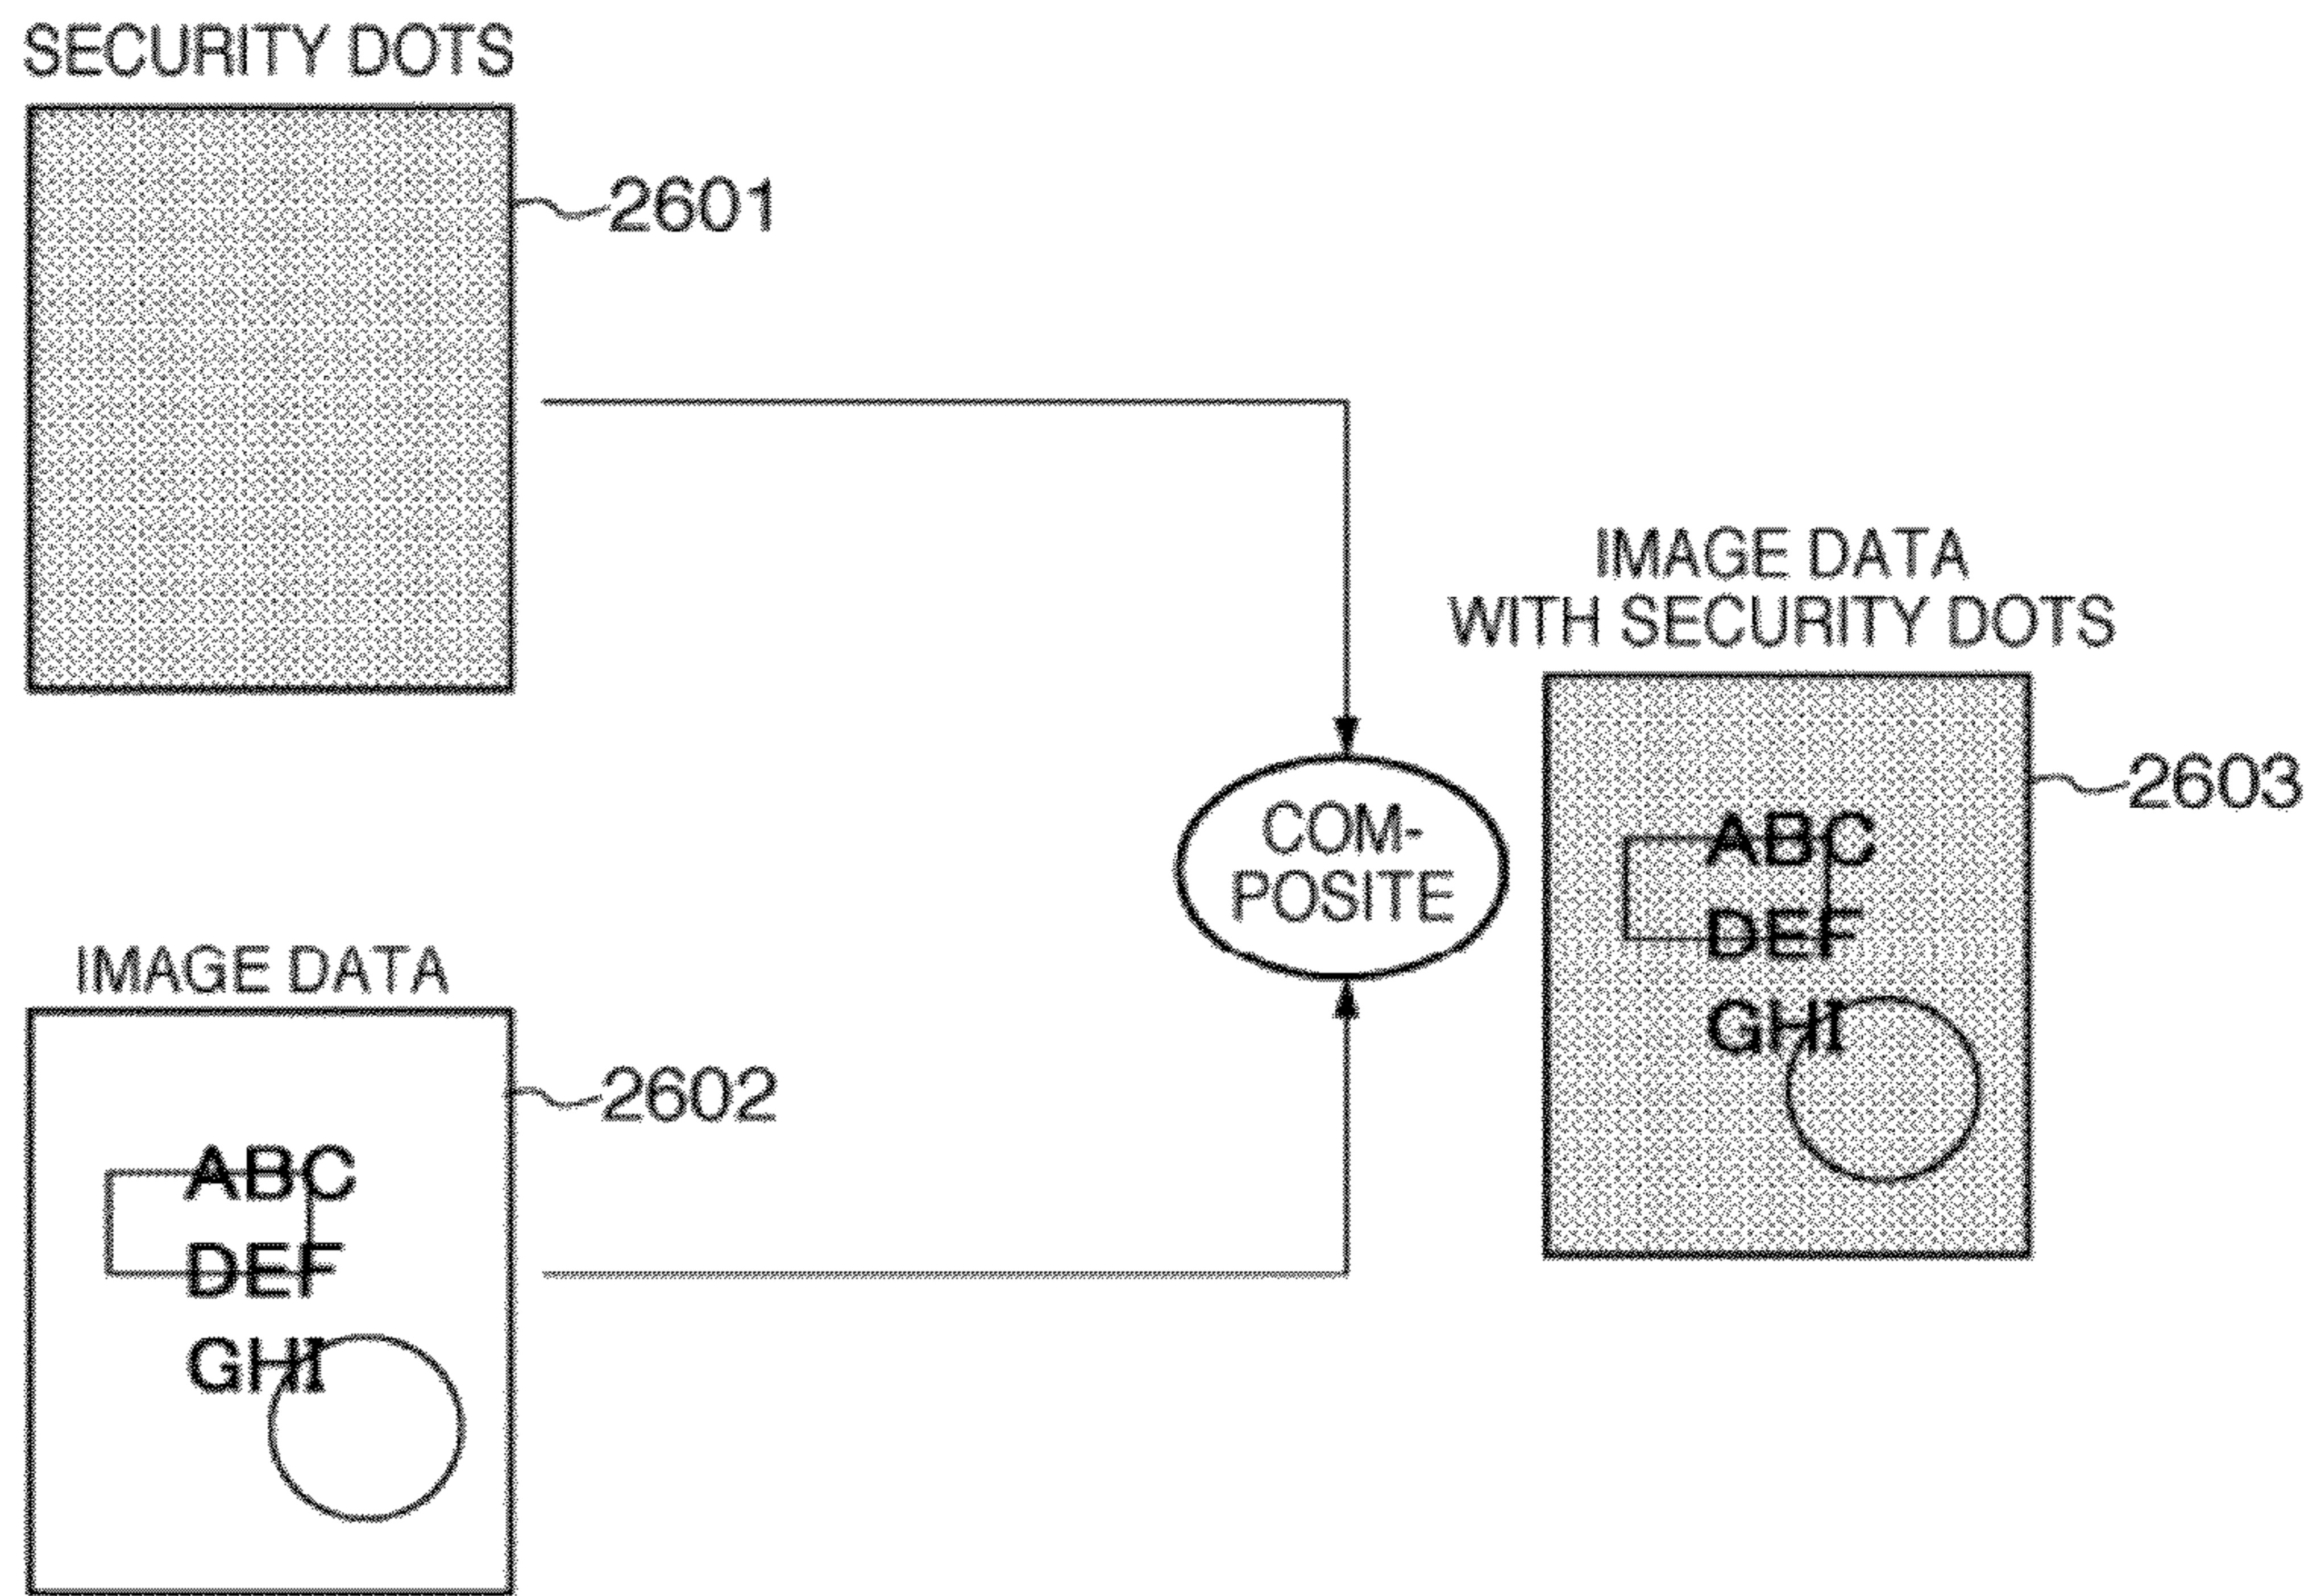 SECURITY DOTS
2601
IMAGE DATA
WITH SECURITY DOTS
2603
COM-
POSITE
ABC
DEF
GHI
IMAGE DATA
2602
ABC
DEF
GHI